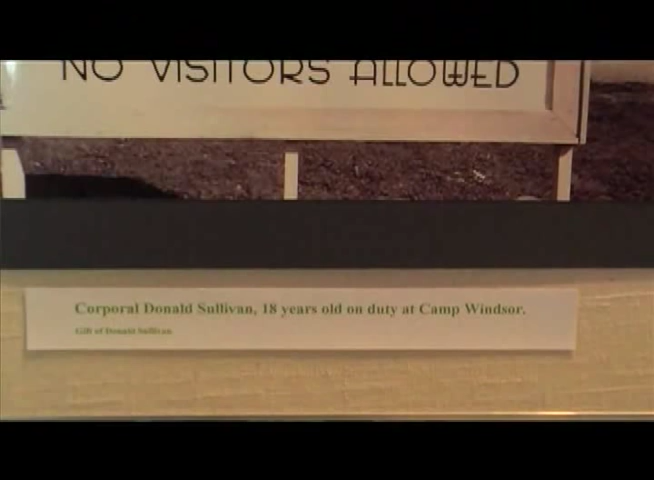 NO VISITORS ALLOWED
Corporal Donald Sullivan, 18 years old on duty at Camp Windsor.
Gift of Donald Sullivan